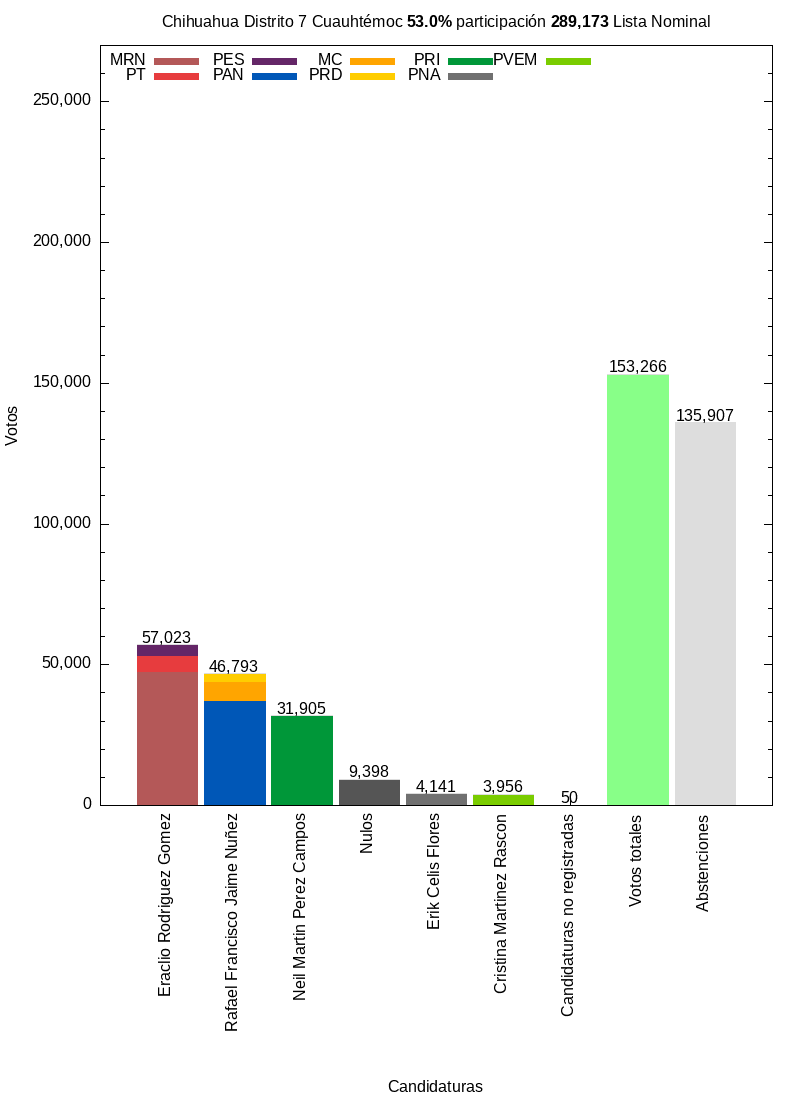 Chihuahua Distrito 7 Cuauhtémoc 53.0% participación 289,173 Lista Nominal
MRN PES MC PRI PVEM
PT PAN PRD PNA
250,000
200,000
150,000
100,000
50,000
0
Votos
57,023
46,793
31,905
9,398
4,141
3,956
50
153,266
135,907
Eraclio Rodriguez Gomez
Rafael Francisco Jaime Nuñez
Neil Martin Perez Campos
Nulos
Erik Celis Flores
Cristina Martinez Rascon
Candidaturas no registradas
Votos totales
Abstenciones
Candidaturas